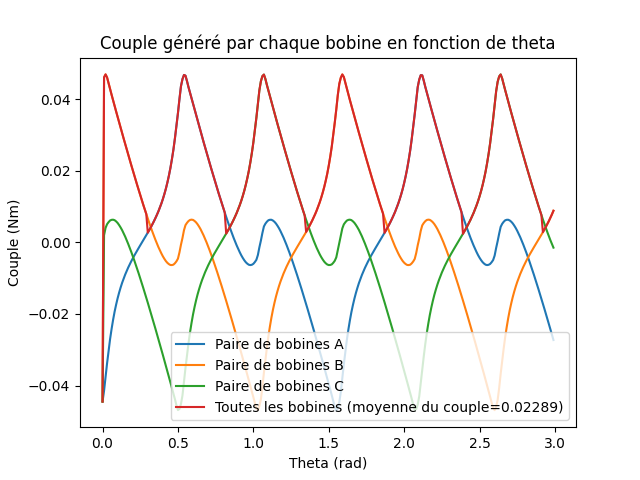 Couple généré par chaque bobine en fonction de theta
Couple (Nm)
0.04
0.02
0.00
−0.02
−0.04
Paire de bobines A
Paire de bobines B
Paire de bobines C
Toutes les bobines (moyenne du couple=0.02289)
0.0 0.5 1.0 1.5 2.0 2.5 3.0
Theta (rad)